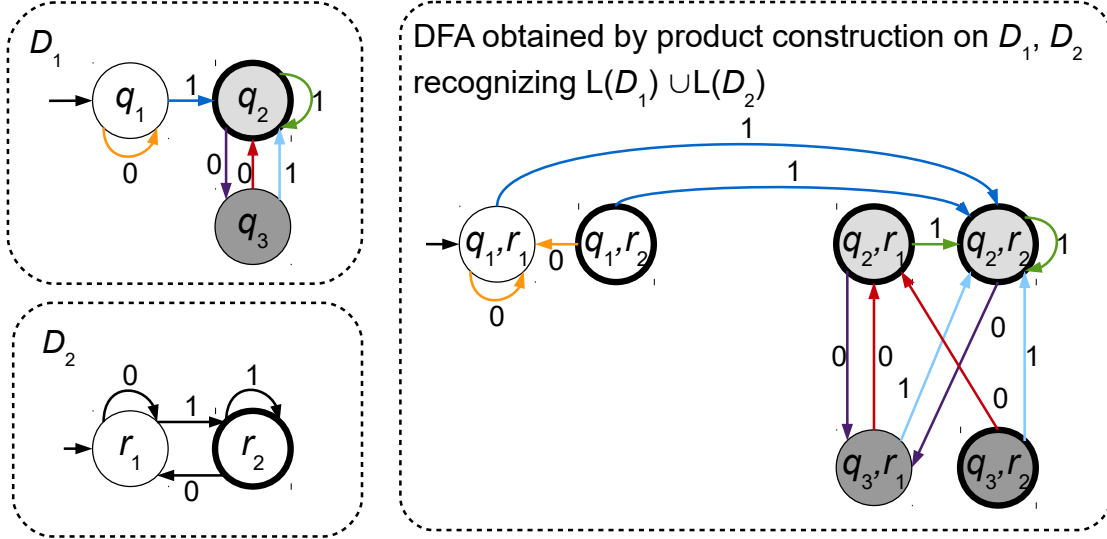 D1
q1
1
q2
1
0
0
0
1
q3
D2
0
1
1
r1
r2
0
DFA obtained by product construction on D1, D2
recognizing L(D1) ∪L(D2)
1
1
q1,r1
q1,r2
q2,r1
q2,r2
0
1
1
0
0
0
0
1
1
0
q3,r1
q3,r2